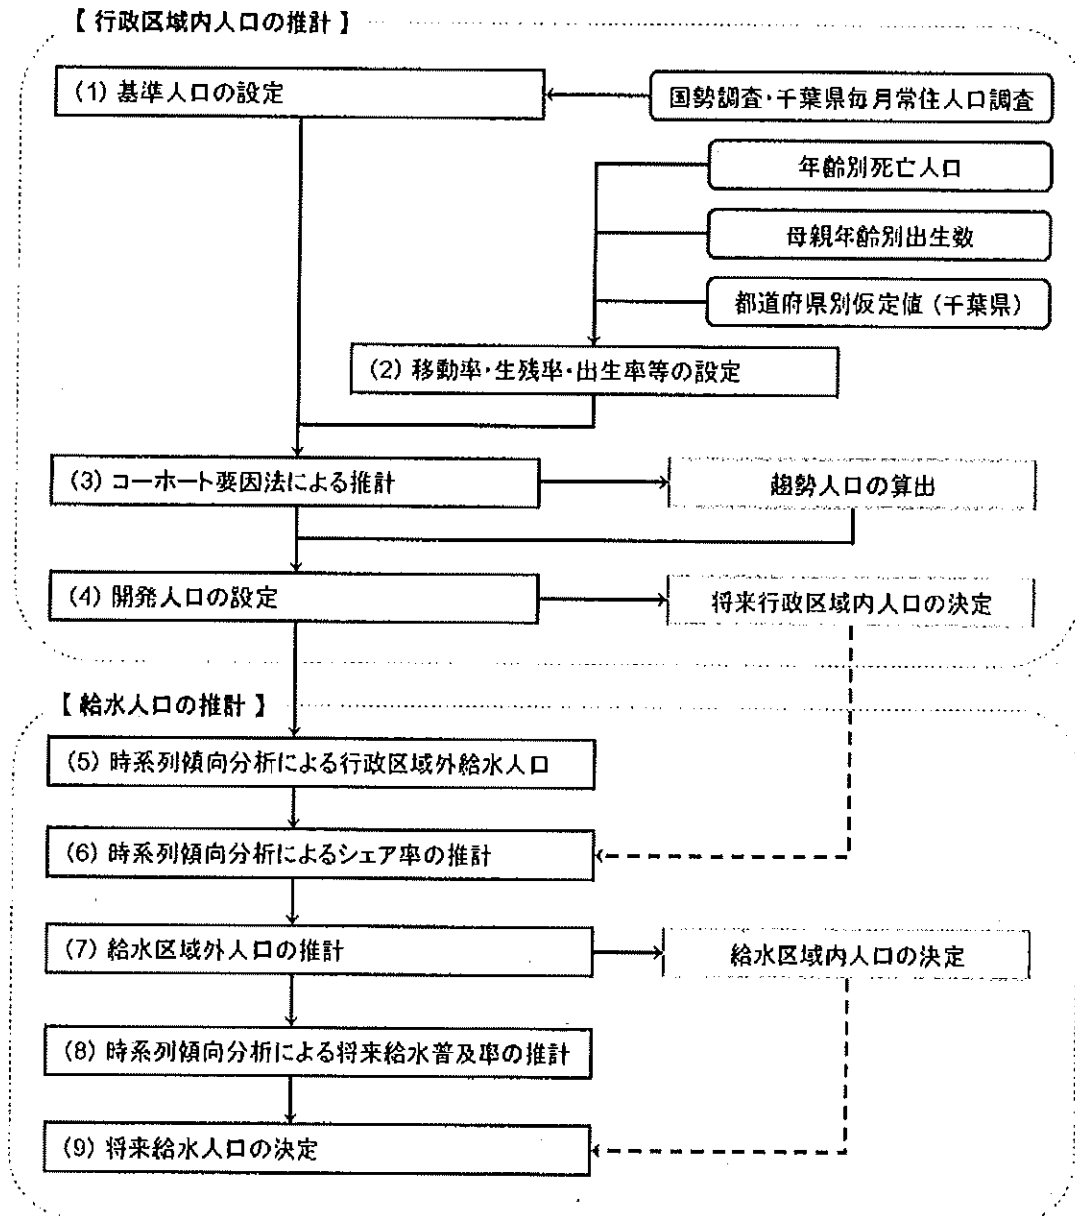 【 行政区域内人口の推計 】
(1) 基準人口の設定
国勢調査・千葉県毎月常住人口調査
年齢別死亡人口
母親年齢別出生数
都道府県別仮定値 (千葉県)
(2) 移動率・生残率・出生率等の設定
(3) コーホート要因法による推計
趨勢人口の算出
(4) 開発人口の設定
将来行政区域内人口の決定
【 給水人口の推計 】
(5) 時系列傾向分析による行政区域外給水人口
(6) 時系列傾向分析によるシェア率の推計
(7) 給水区域外人口の推計
給水区域内人口の決定
(8) 時系列傾向分析による将来給水普及率の推計
(9) 将来給水人口の決定